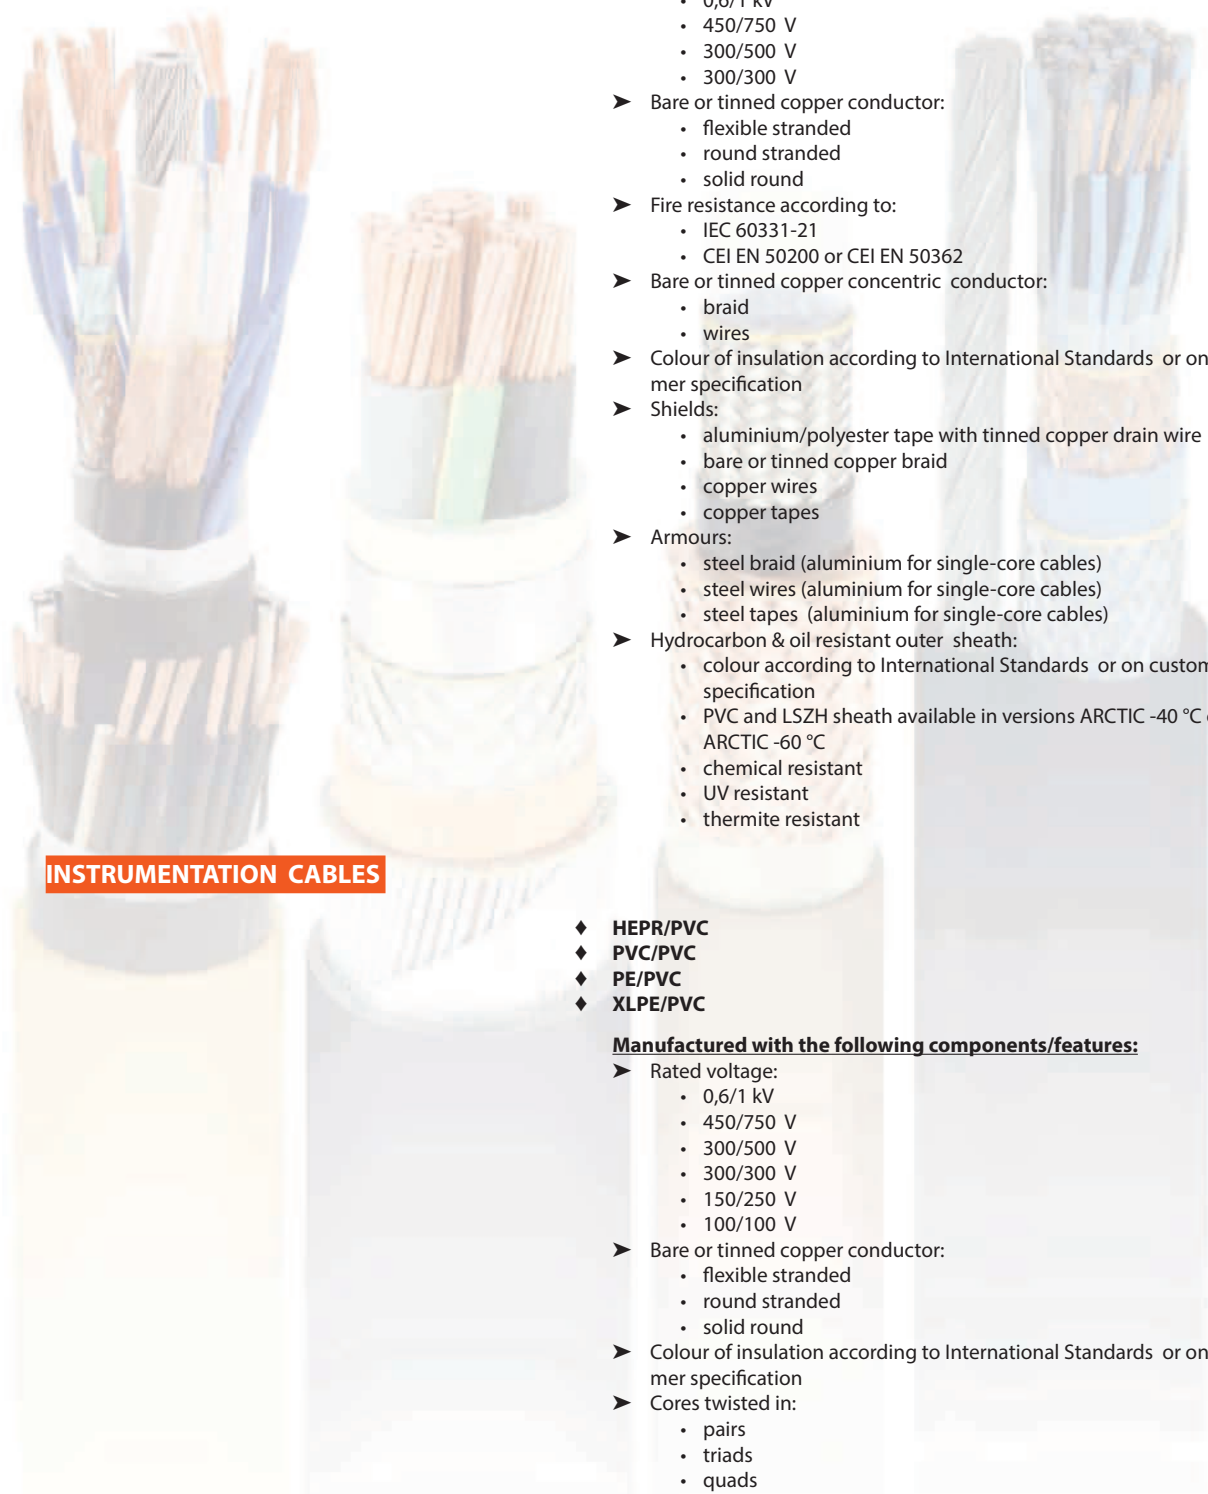 0,6/1 kV
• 450/750 V
• 300/500 V
• 300/300 V
➤ Bare or tinned copper conductor:
• flexible stranded
• round stranded
• solid round
➤ Fire resistance according to:
• IEC 60331-21
• CEI EN 50200 or CEI EN 50362
➤ Bare or tinned copper concentric conductor:
• braid
• wires
➤ Colour of insulation according to International Standards or on
mer specification
➤ Shields:
• aluminium/polyester tape with tinned copper drain wire
• bare or tinned copper braid
• copper wires
• copper tapes
➤ Armours:
• steel braid (aluminium for single-core cables)
• steel wires (aluminium for single-core cables)
• steel tapes (aluminium for single-core cables)
➤ Hydrocarbon & oil resistant outer sheath:
• colour according to International Standards or on custom
specification
• PVC and LSZH sheath available in versions ARCTIC -40 °C
ARCTIC -60 °C
• chemical resistant
• UV resistant
• thermite resistant
INSTRUMENTATION CABLES
♦ HEPR/PVC
♦ PVC/PVC
♦ PE/PVC
♦ XLPE/PVC
Manufactured with the following components/features:
➤ Rated voltage:
• 0,6/1 kV
• 450/750 V
• 300/500 V
• 300/300 V
• 150/250 V
• 100/100 V
➤ Bare or tinned copper conductor:
• flexible stranded
• round stranded
• solid round
➤ Colour of insulation according to International Standards or on
mer specification
➤ Cores twisted in:
• pairs
• triads
• quads